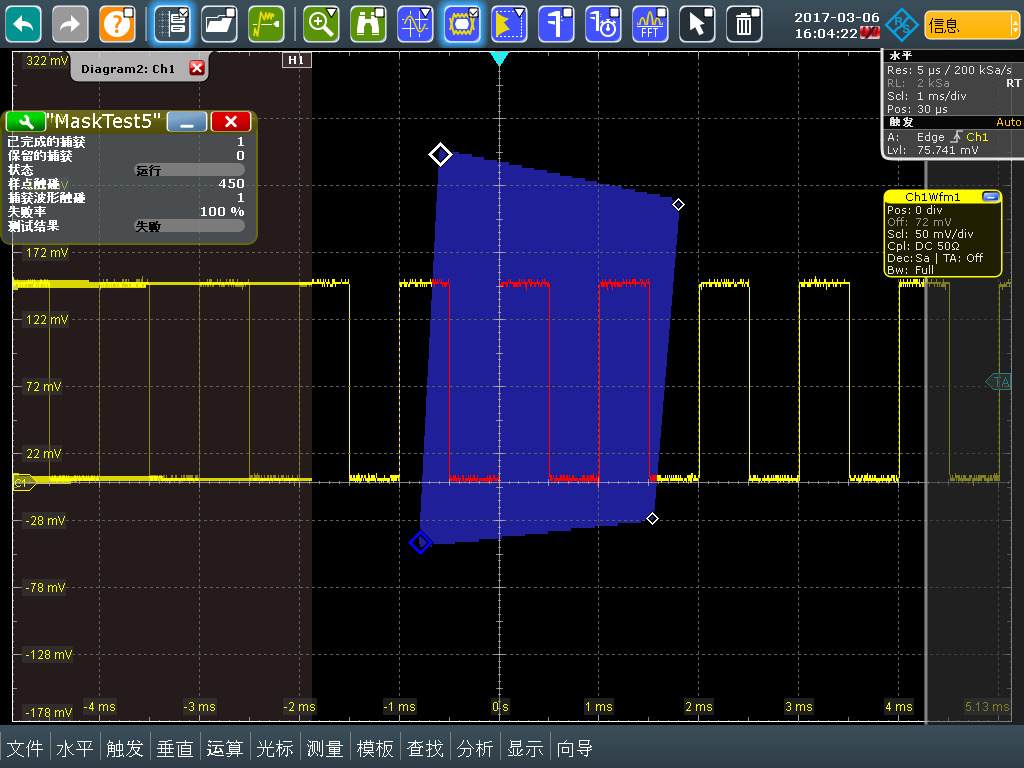 2017-03-06
16:04:22
信息
FFT
322 mV
Diagram2: Ch1
HI
水平
Res: 5 µs / 200 kSa/s
RL: 2 kSa
RT
Scl: 1 ms/div
Pos: 30 µs
触发
Auto
A: Edge Ch1
Lvl: 75.741 mV
"MaskTest5"
已完成的捕获 1
保留的捕获 0
状态 运行
样点触碰 450
捕获波形触碰 1
失败率 100 %
测试结果 失败
Ch1Wfm1
Pos: 0 div
Off: 72 mV
Scl: 50 mV/div
Cpl: DC 50Ω
Dec: Sa | TA: Off
Bw: Full
172 mV
122 mV
72 mV
TA
22 mV
C1
-28 mV
-78 mV
-128 mV
-178 mV
-4 ms
-3 ms
-2 ms
-1 ms
0 s
1 ms
2 ms
3 ms
4 ms
5.13 ms
文件
水平
触发
垂直
运算
光标
测量
模板
查找
分析
显示
向导